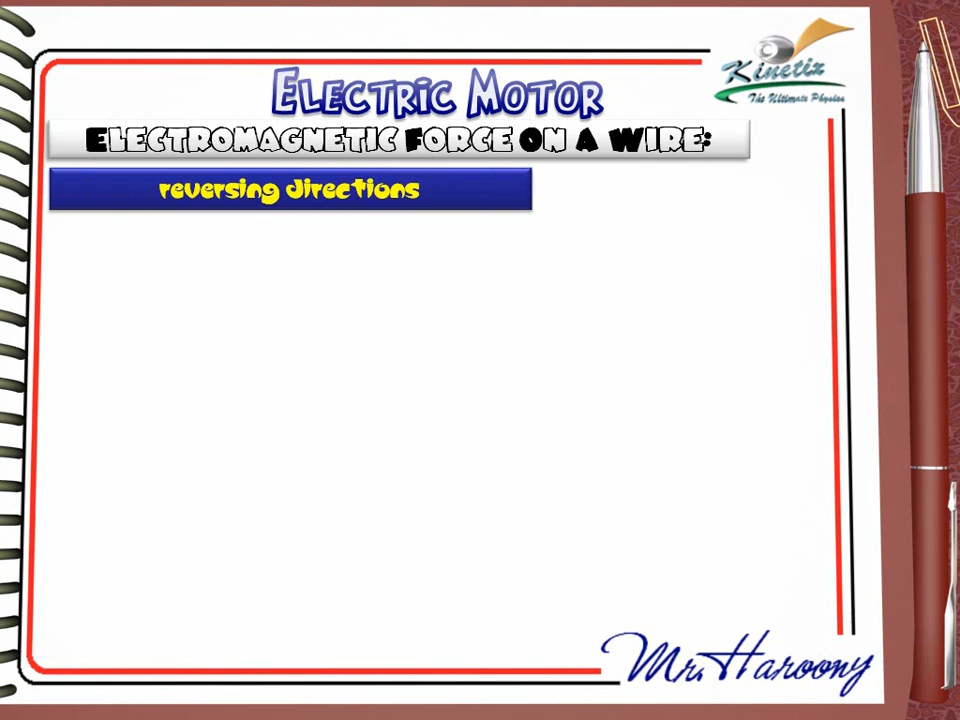 Electric Motor
Kinetix
The Ultimate Physics
Electromagnetic Force On A Wire:
reversing directions
Mr. Haroony